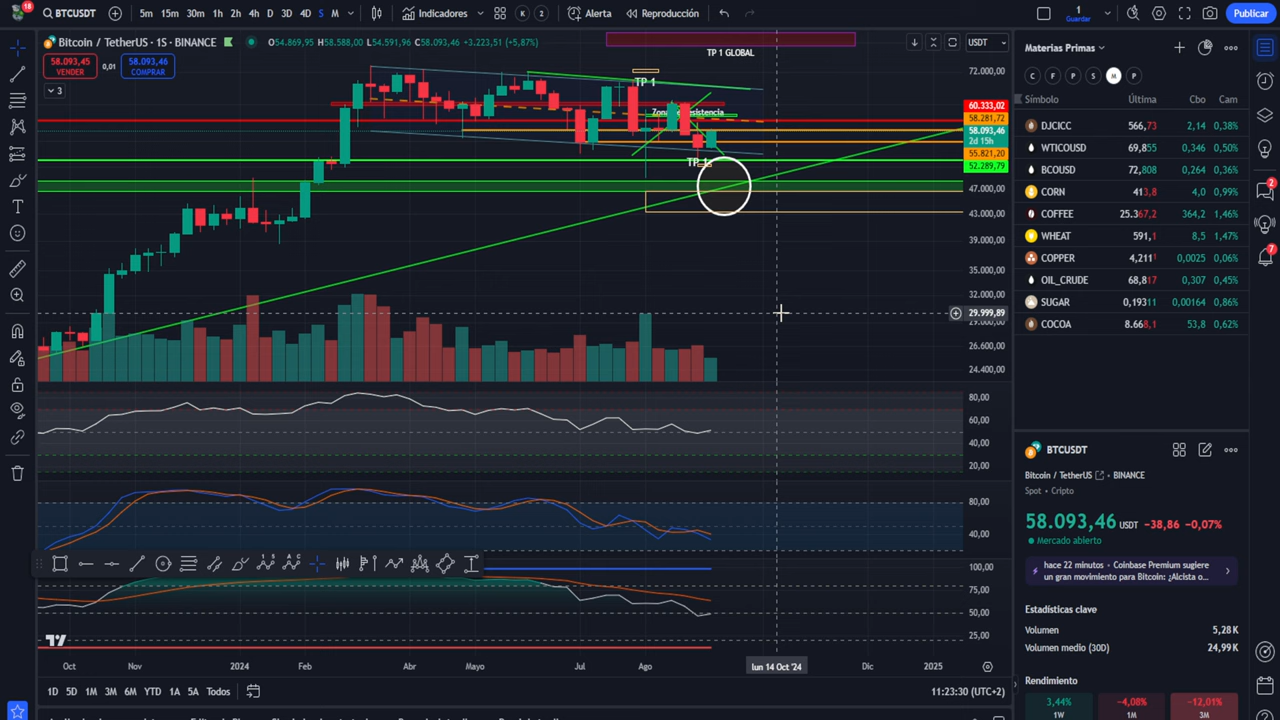 18
BTCUSDT
5m 15m 30m 1h 2h 4h D 3D 4D S M
Indicadores
K 2
Alerta
Reproducción
1
Guardar
Publicar
Bitcoin / TetherUS · 1S · BINANCE
O54.869,95 H58.588,00 L54.591,96 C58.093,46 +3.223,51 (+5,87%)
58.093,45
VENDER
0,01
58.093,46
COMPRAR
3
TP 1 GLOBAL
TP 1
Zona de Resistencia
TP 1
USDT
72.000,00
60.333,02
58.281,72
58.093,46
2d 15h
55.821,20
52.289,79
47.000,00
43.000,00
39.000,00
35.000,00
32.000,00
29.999,89
26.600,00
24.400,00
80,00
60,00
40,00
20,00
80,00
40,00
100,00
75,00
50,00
25,00
Oct Nov 2024 Feb Abr Mayo Jul Ago lun 14 Oct '24 Dic 2025
1D 5D 1M 3M 6M YTD 1A 5A Todos
11:23:30 (UTC+2)
Materias Primas
C F P S M P
Símbolo Última Cbo Cam
DJCICC 566,73 2,14 0,38%
WTICOUSD 69,855 0,346 0,50%
BCOUSD 72,808 0,264 0,36%
CORN 413,8 4,0 0,99%
COFFEE 25.367,2 364,2 1,46%
WHEAT 591,1 8,5 1,47%
COPPER 4,2111 0,0025 0,06%
OIL_CRUDE 68,817 0,307 0,45%
SUGAR 0,19311 0,00164 0,86%
COCOA 8.668,1 53,8 0,62%
BTCUSDT
Bitcoin / TetherUS · BINANCE
Spot · Cripto
58.093,46 USDT -38,86 -0,07%
Mercado abierto
hace 22 minutos · Coinbase Premium sugiere
un gran movimiento para Bitcoin: ¿Alcista o...
Estadísticas clave
Volumen 5,28 K
Volumen medio (30D) 24,99 K
Rendimiento
3,44% -4,08% -12,01%
1W 1M 3M
2
7